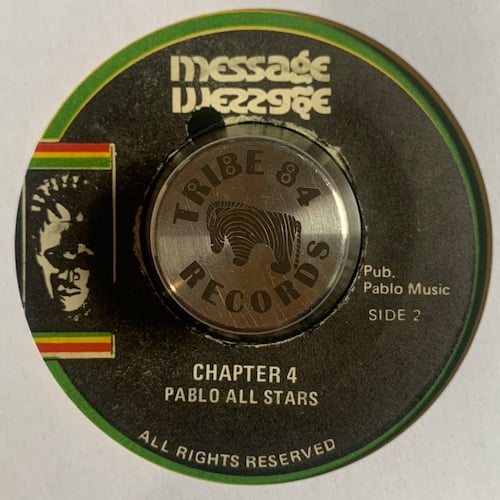 message
message
TRIBE 84
RECORDS
Pub.
Pablo Music
SIDE 2
CHAPTER 4
PABLO ALL STARS
ALL RIGHTS RESERVED